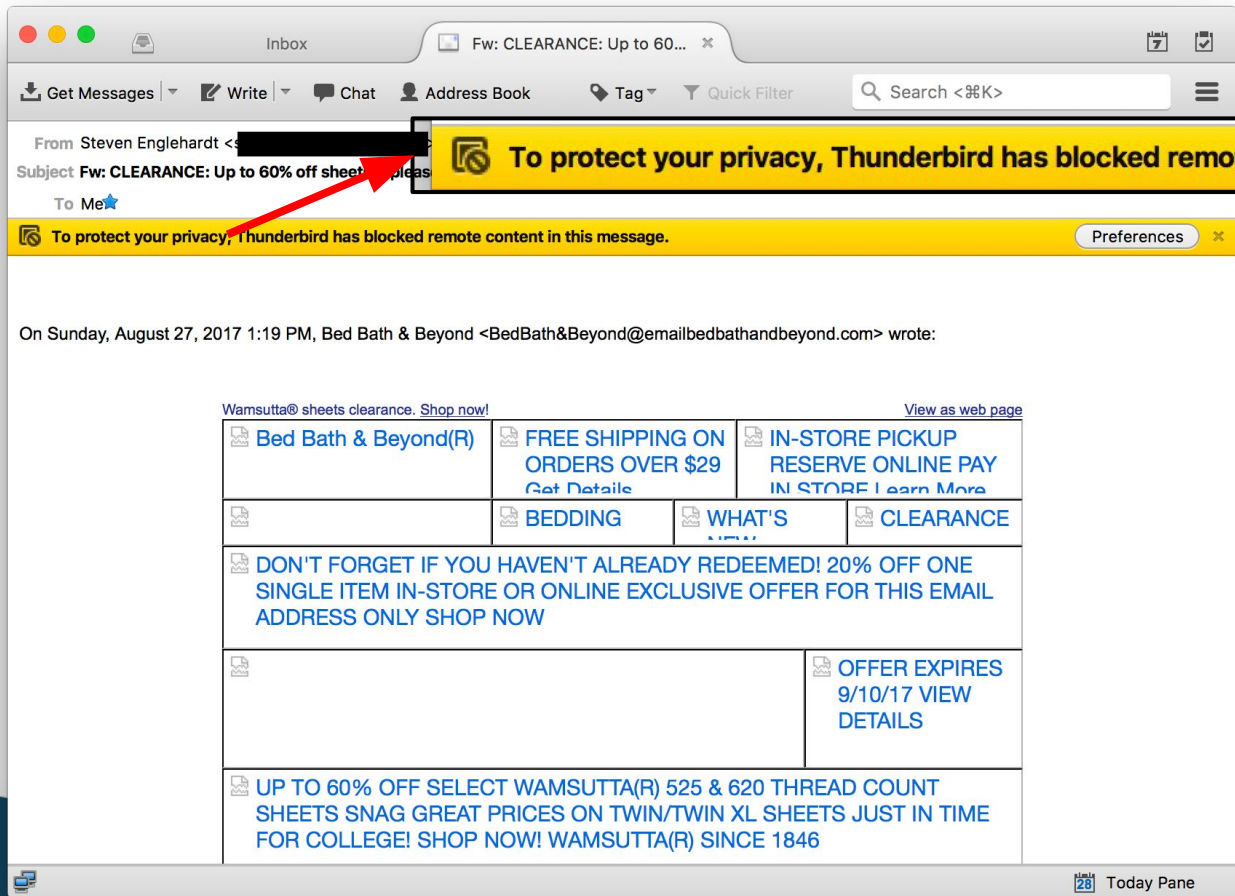 Inbox
Fw: CLEARANCE: Up to 60...
7
Get Messages
Write
Chat
Address Book
Tag
Quick Filter
Search <⌘K>
From Steven Englehardt <s
To protect your privacy, Thunderbird has blocked remo
Subject Fw: CLEARANCE: Up to 60% off sheets
To Me
To protect your privacy, Thunderbird has blocked remote content in this message.
Preferences
On Sunday, August 27, 2017 1:19 PM, Bed Bath & Beyond <BedBath&Beyond@emailbedbathandbeyond.com> wrote:
Wamsutta® sheets clearance. Shop now!
View as web page
Bed Bath & Beyond(R)
FREE SHIPPING ON
ORDERS OVER $29
Get Details
IN-STORE PICKUP
RESERVE ONLINE PAY
IN STORE Learn More
BEDDING
WHAT'S
NEW
CLEARANCE
DON'T FORGET IF YOU HAVEN'T ALREADY REDEEMED! 20% OFF ONE
SINGLE ITEM IN-STORE OR ONLINE EXCLUSIVE OFFER FOR THIS EMAIL
ADDRESS ONLY SHOP NOW
OFFER EXPIRES
9/10/17 VIEW
DETAILS
UP TO 60% OFF SELECT WAMSUTTA(R) 525 & 620 THREAD COUNT
SHEETS SNAG GREAT PRICES ON TWIN/TWIN XL SHEETS JUST IN TIME
FOR COLLEGE! SHOP NOW! WAMSUTTA(R) SINCE 1846
28
Today Pane